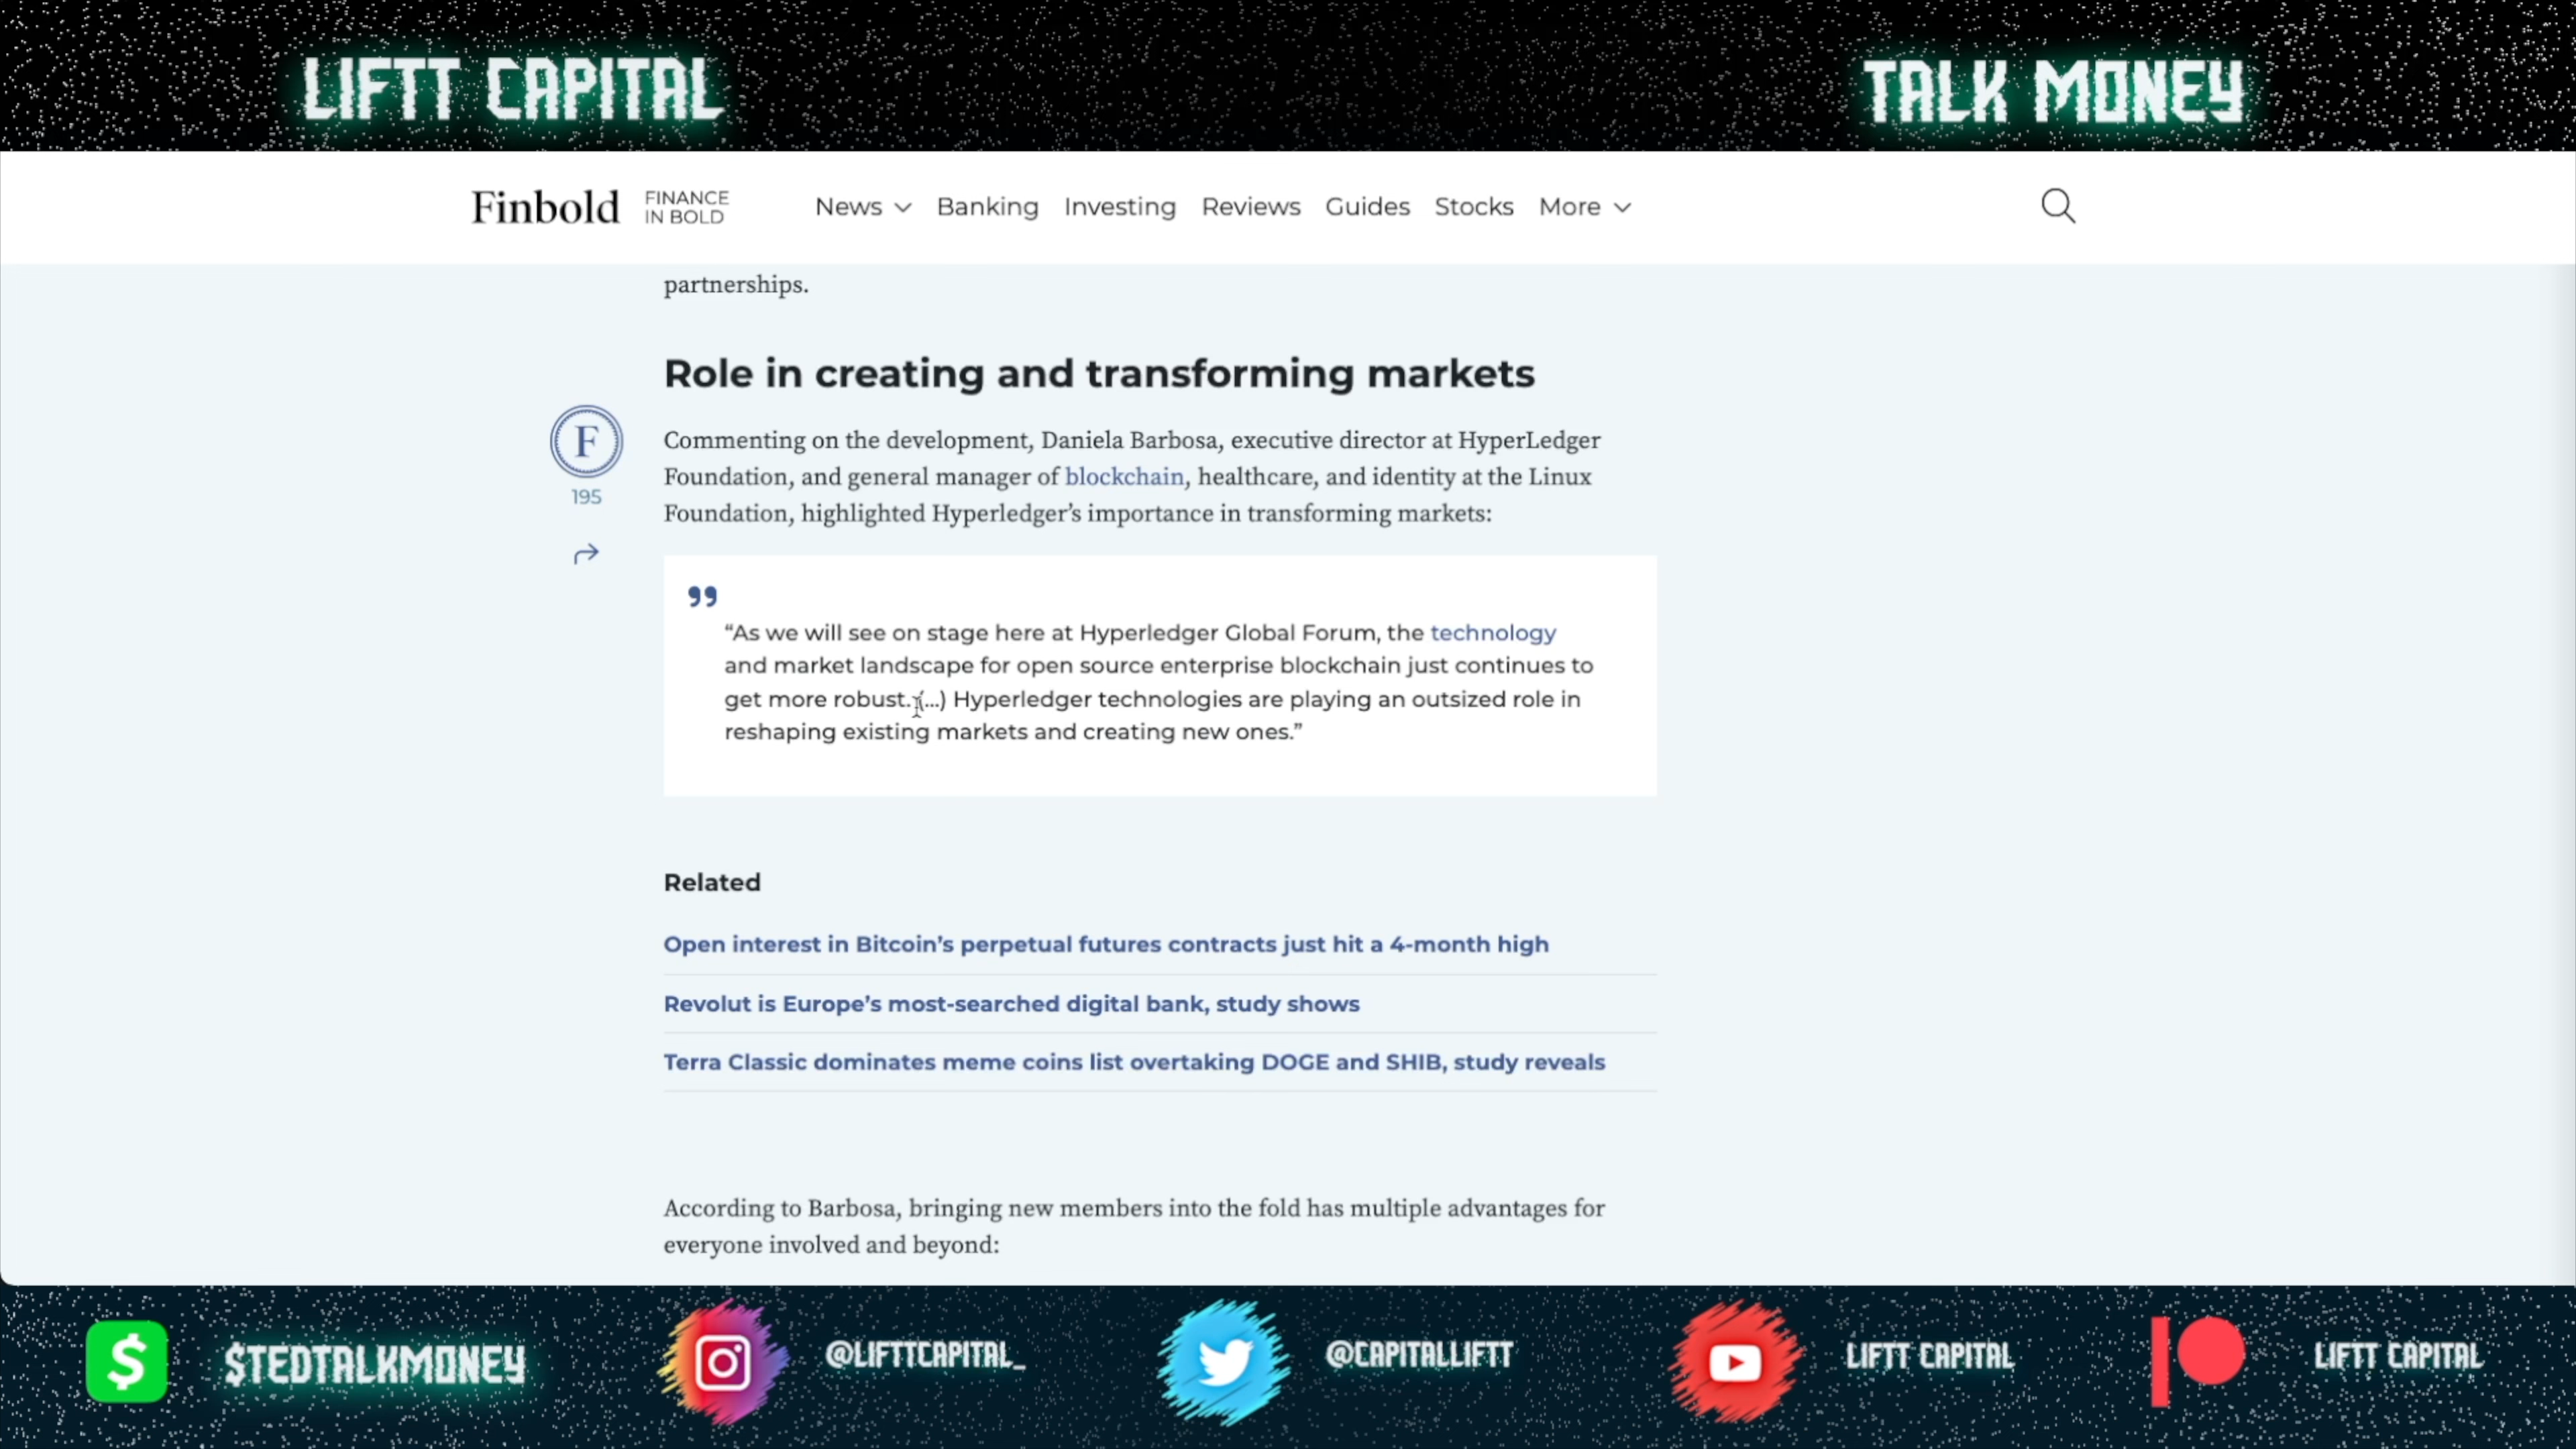 LIFTT CAPITAL
TALK MONEY
Finbold
FINANCE
IN BOLD
News
Banking
Investing
Reviews
Guides
Stocks
More
partnerships.
Role in creating and transforming markets
F
195
Commenting on the development, Daniela Barbosa, executive director at HyperLedger
Foundation, and general manager of blockchain, healthcare, and identity at the Linux
Foundation, highlighted Hyperledger’s importance in transforming markets:
”
“As we will see on stage here at Hyperledger Global Forum, the technology
and market landscape for open source enterprise blockchain just continues to
get more robust. (...) Hyperledger technologies are playing an outsized role in
reshaping existing markets and creating new ones.”
Related
Open interest in Bitcoin’s perpetual futures contracts just hit a 4-month high
Revolut is Europe’s most-searched digital bank, study shows
Terra Classic dominates meme coins list overtaking DOGE and SHIB, study reveals
According to Barbosa, bringing new members into the fold has multiple advantages for
everyone involved and beyond:
$
$TEDTALKMONEY
@LIFTTCAPITAL_
@CAPITALLIFTT
LIFTT CAPITAL
LIFTT CAPITAL